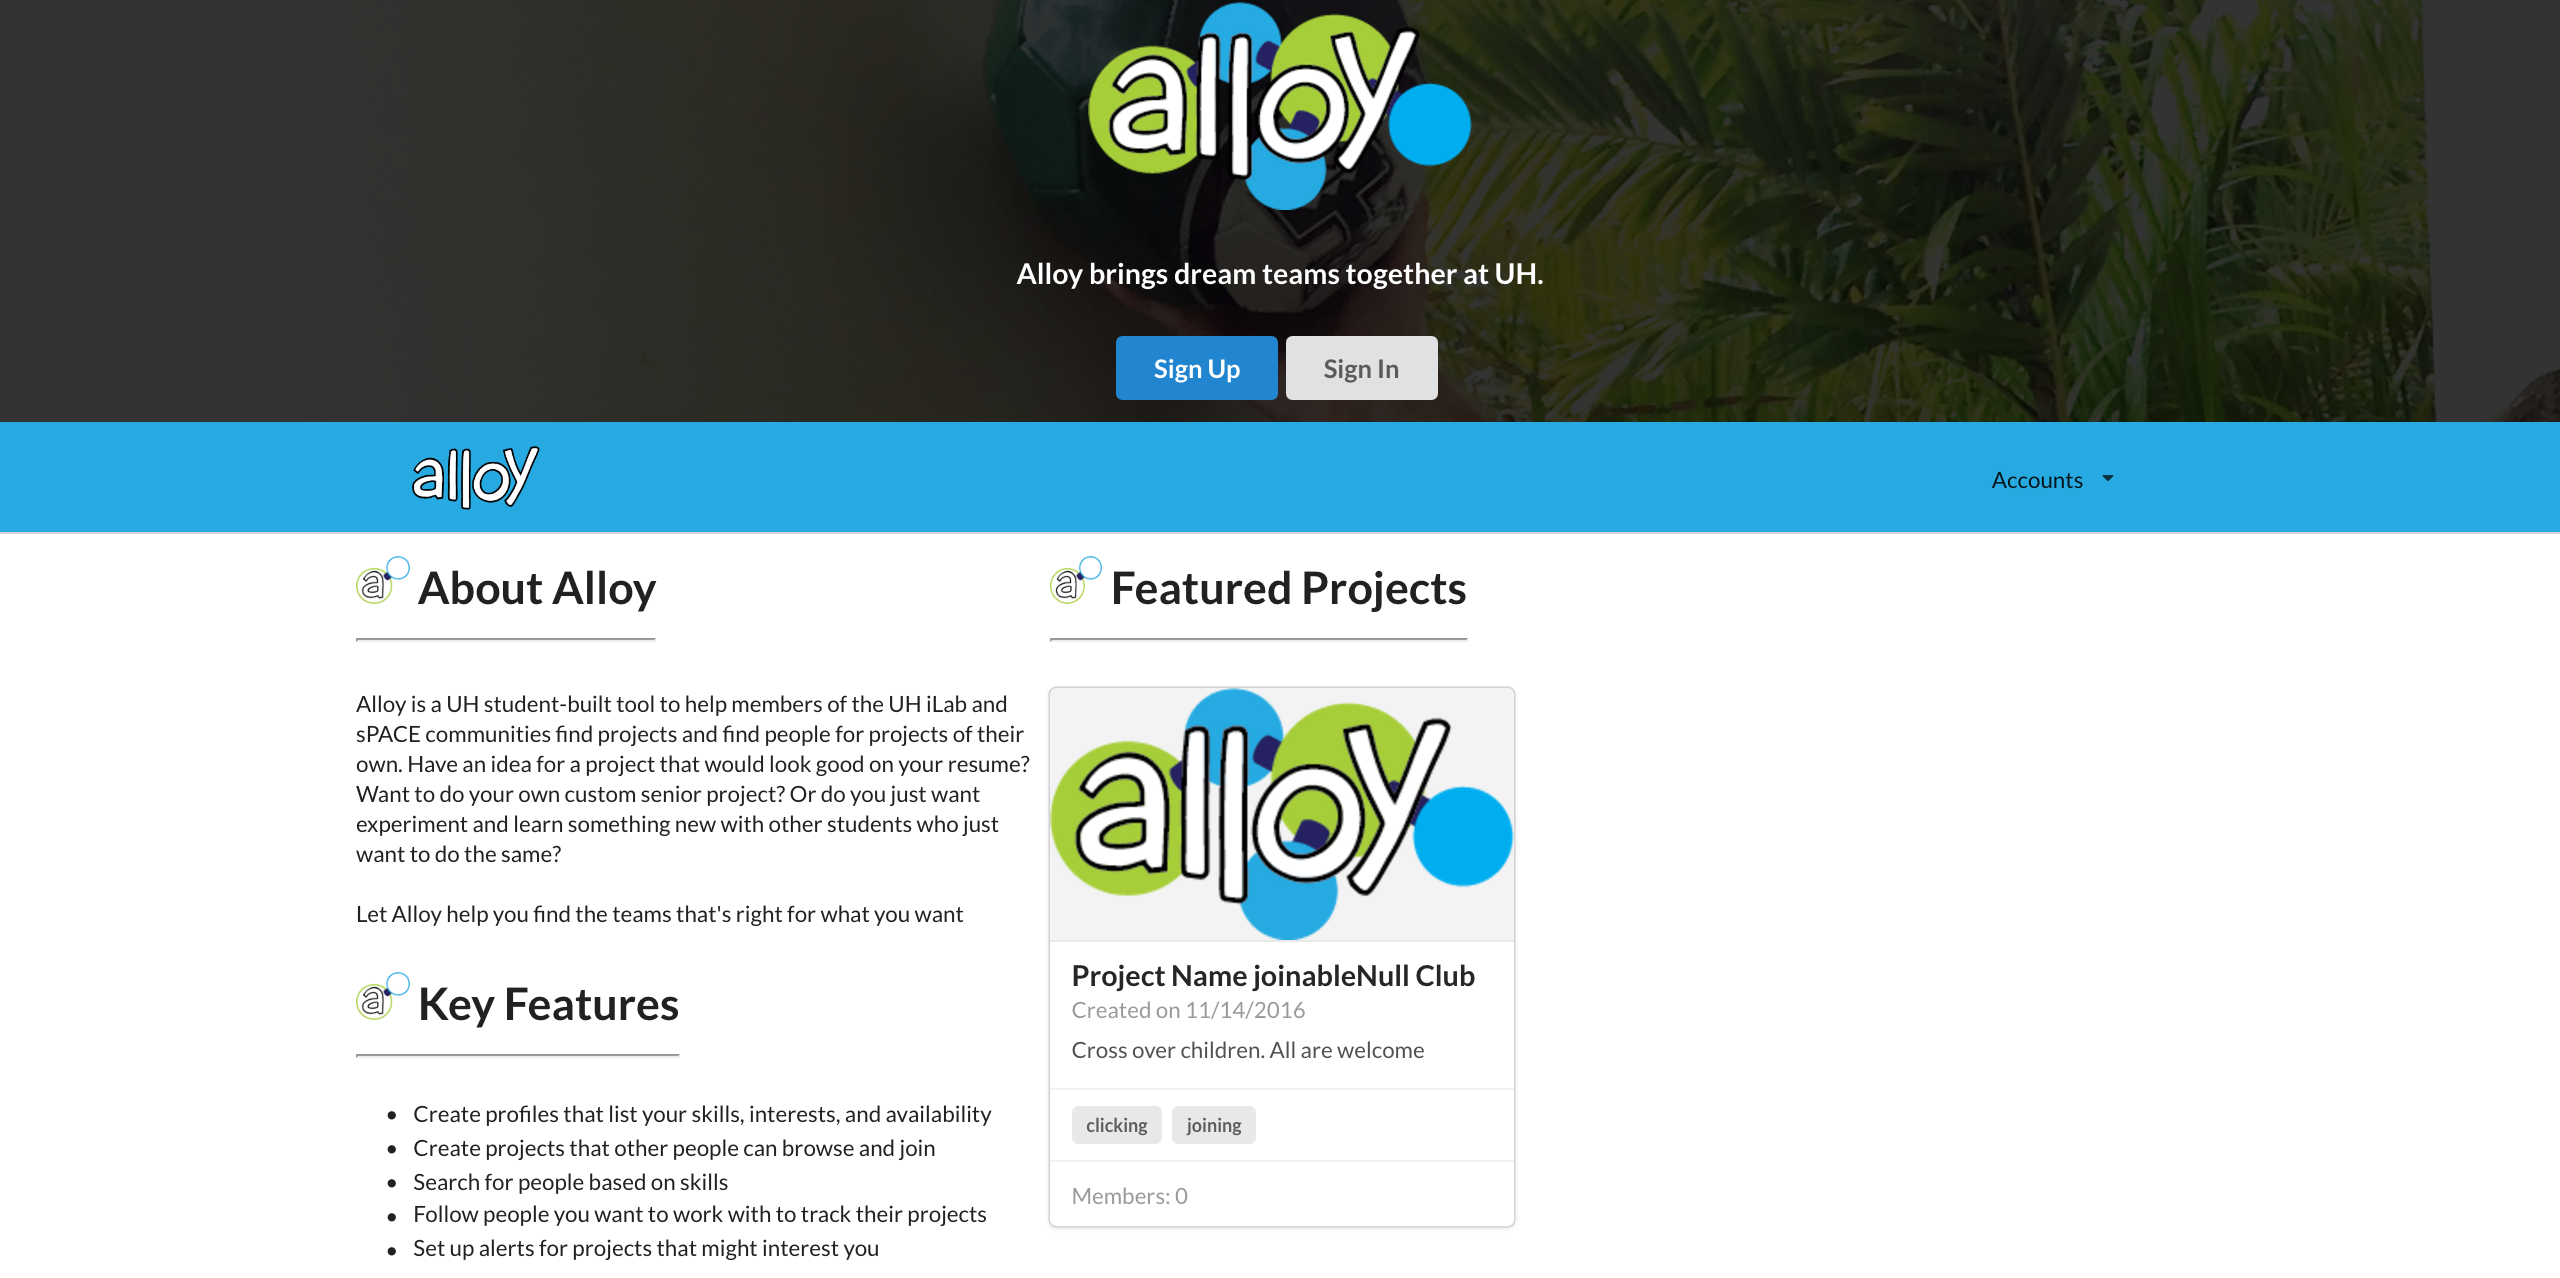 alloy
Alloy brings dream teams together at UH.
Sign Up
Sign In
alloy
Accounts
a
About Alloy
Alloy is a UH student-built tool to help members of the UH iLab and
sPACE communities find projects and find people for projects of their
own. Have an idea for a project that would look good on your resume?
Want to do your own custom senior project? Or do you just want
experiment and learn something new with other students who just
want to do the same?
Let Alloy help you find the teams that's right for what you want
a
Key Features
Create profiles that list your skills, interests, and availability
Create projects that other people can browse and join
Search for people based on skills
Follow people you want to work with to track their projects
Set up alerts for projects that might interest you
a
Featured Projects
alloy
Project Name joinableNull Club
Created on 11/14/2016
Cross over children. All are welcome
clicking
joining
Members: 0